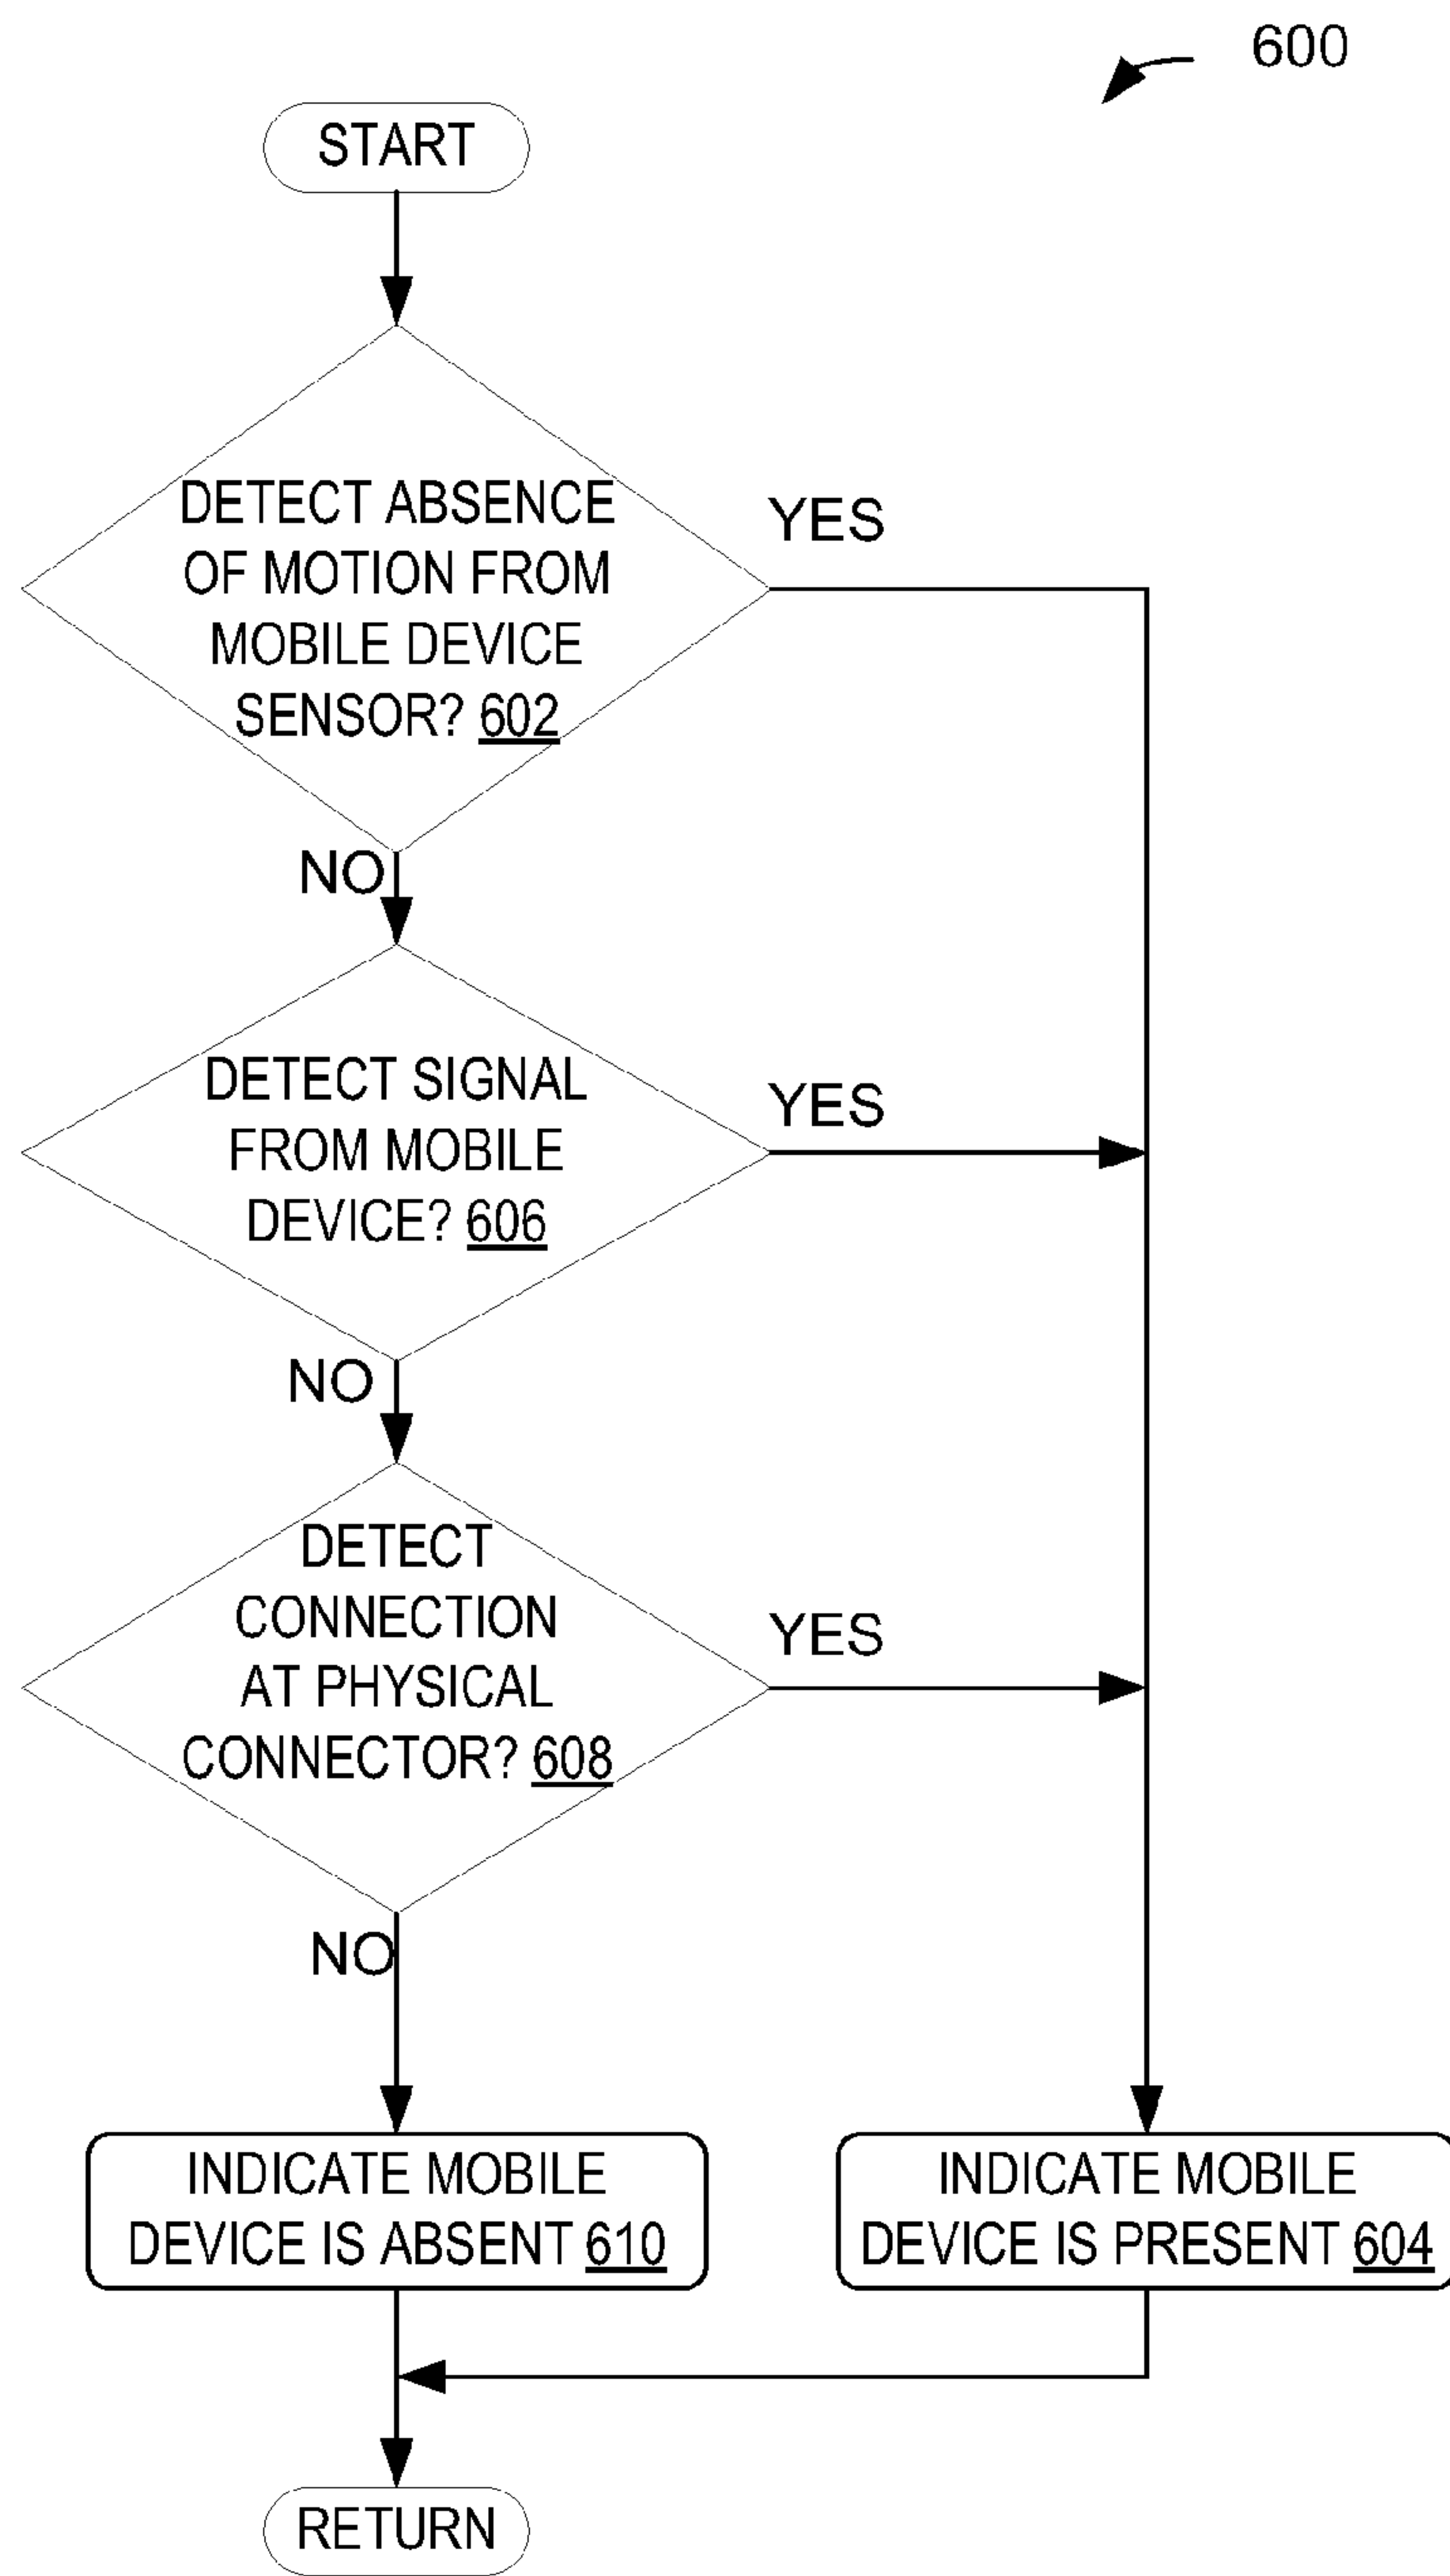 600
START
DETECT ABSENCE
OF MOTION FROM
MOBILE DEVICE
SENSOR? 602
YES
NO
DETECT SIGNAL
FROM MOBILE
DEVICE? 606
YES
NO
DETECT
CONNECTION
AT PHYSICAL
CONNECTOR? 608
YES
NO
INDICATE MOBILE
DEVICE IS ABSENT 610
INDICATE MOBILE
DEVICE IS PRESENT 604
RETURN